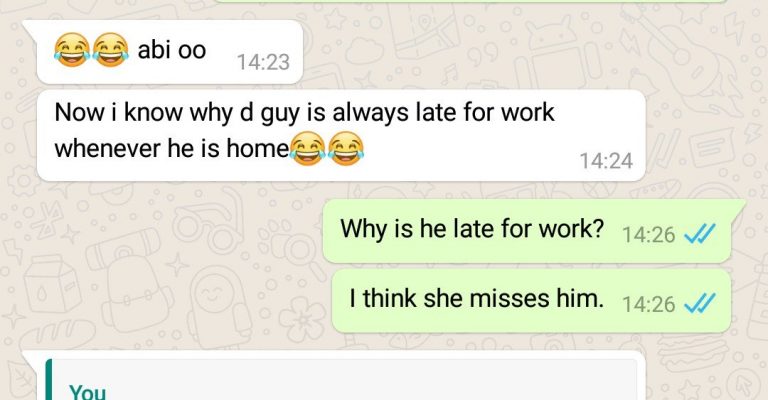 😂😂 abi oo 14:23
Now i know why d guy is always late for work
whenever he is home😂😂 14:24
Why is he late for work? 14:26
I think she misses him. 14:26
You